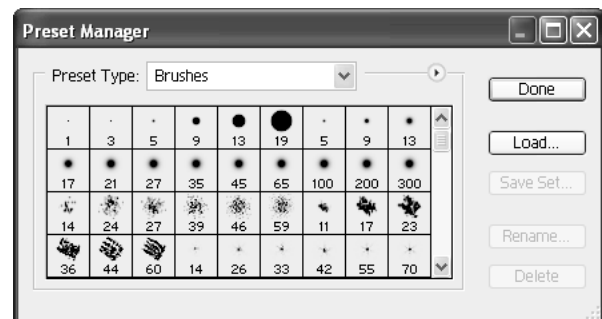 Preset Manager
Preset Type: Brushes
Done
1 3 5 9 13 19 5 9 13
Load...
17 21 27 35 45 65 100 200 300
Save Set...
14 24 27 39 46 59 11 17 23
Rename...
36 44 60 14 26 33 42 55 70
Delete